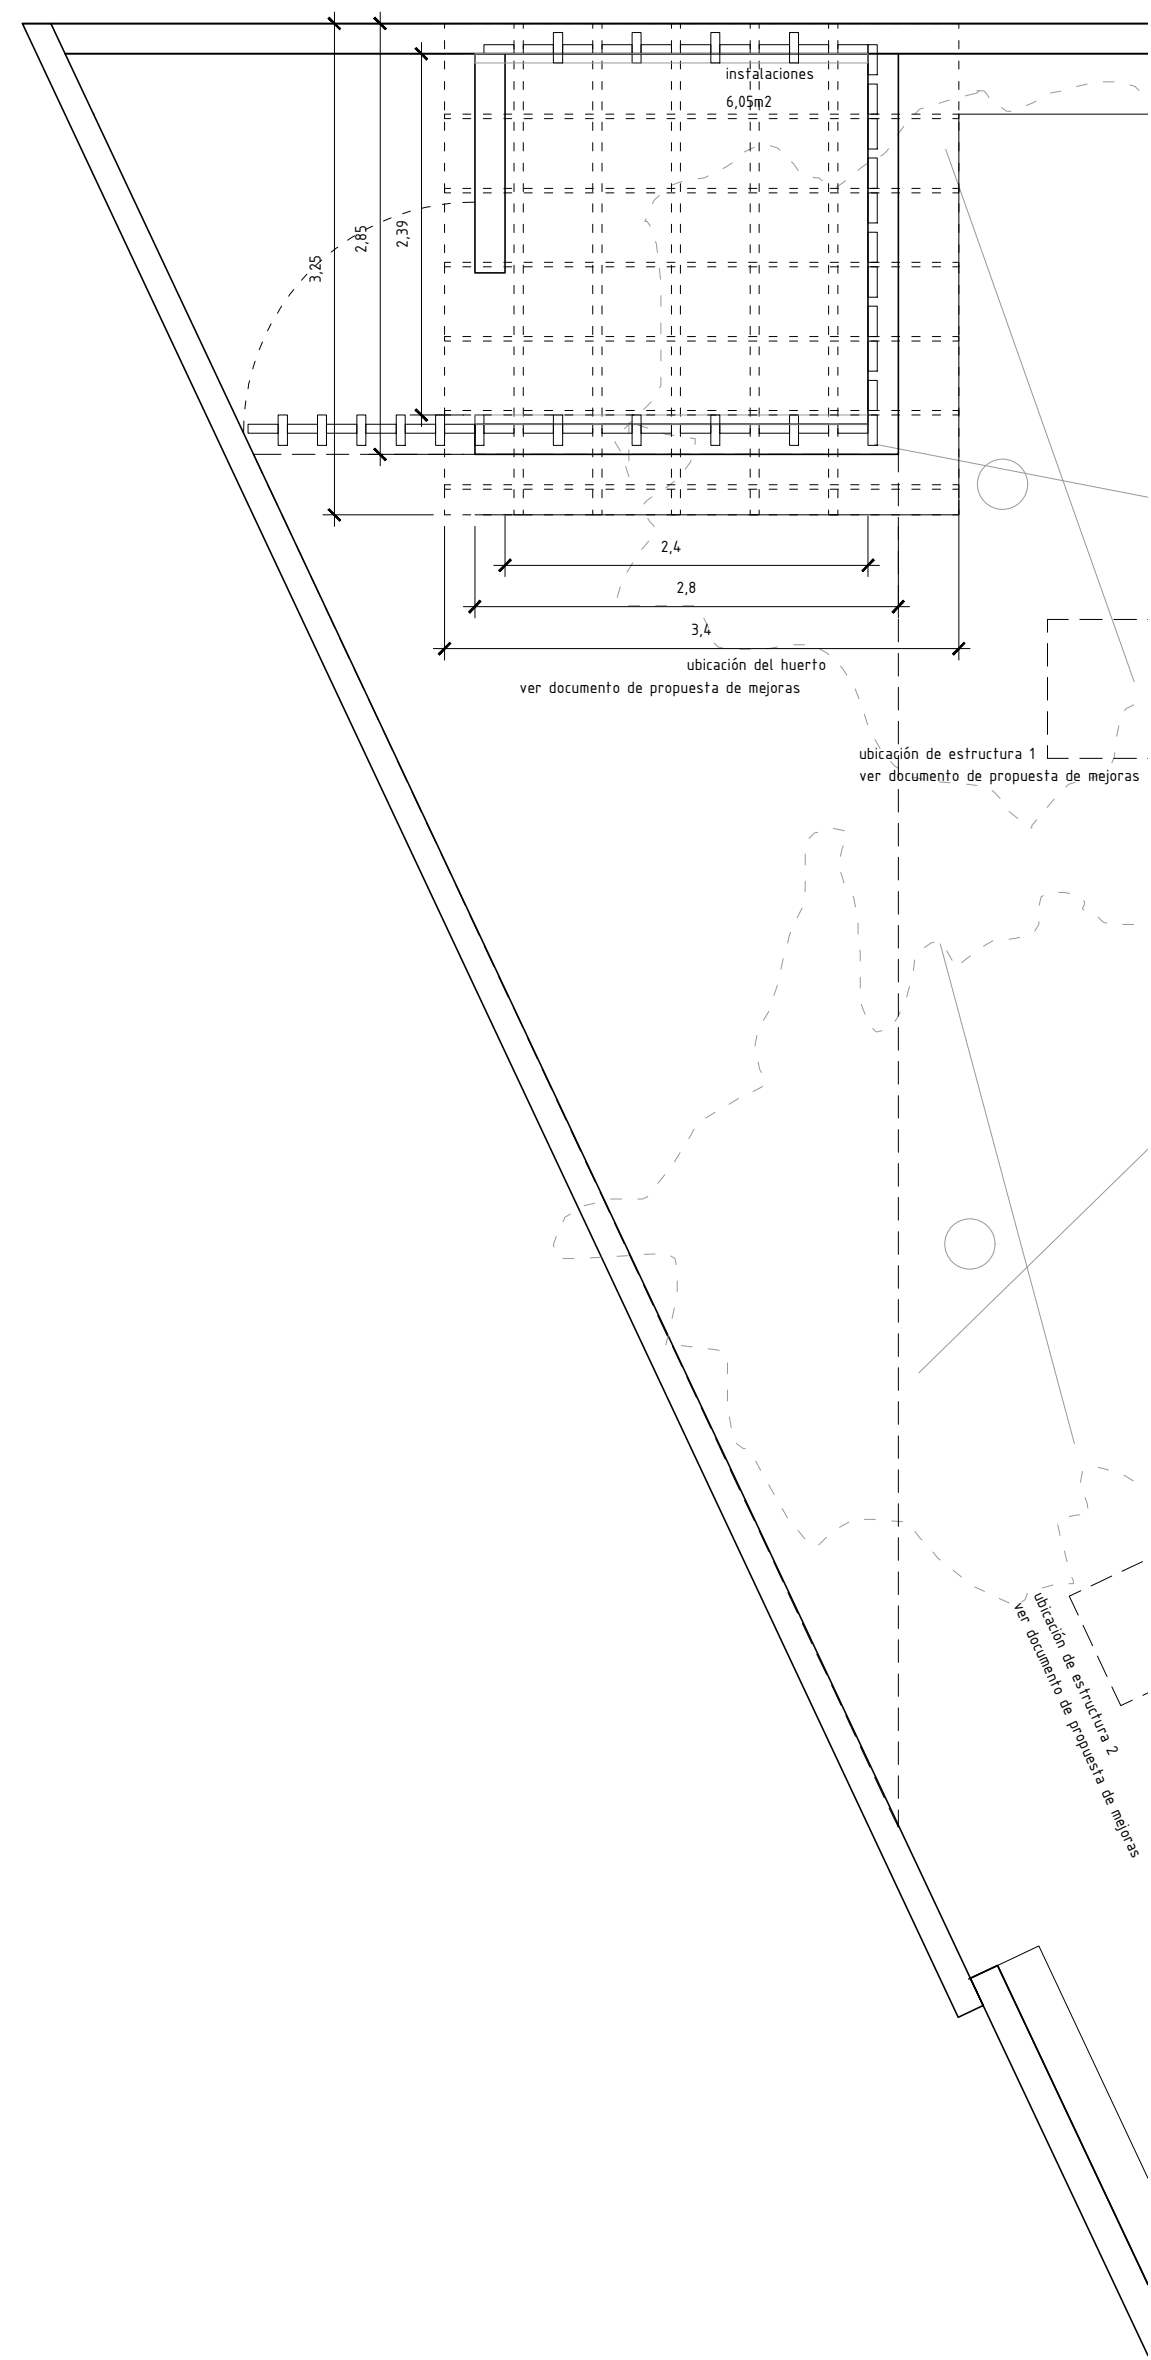 instalaciones
6,05m2
3,25
2,85
2,39
2,4
2,8
3,4
ubicación del huerto
ver documento de propuesta de mejoras
ubicación de estructura 1
ver documento de propuesta de mejoras
ubicación de estructura 2
ver documento de propuesta de mejoras